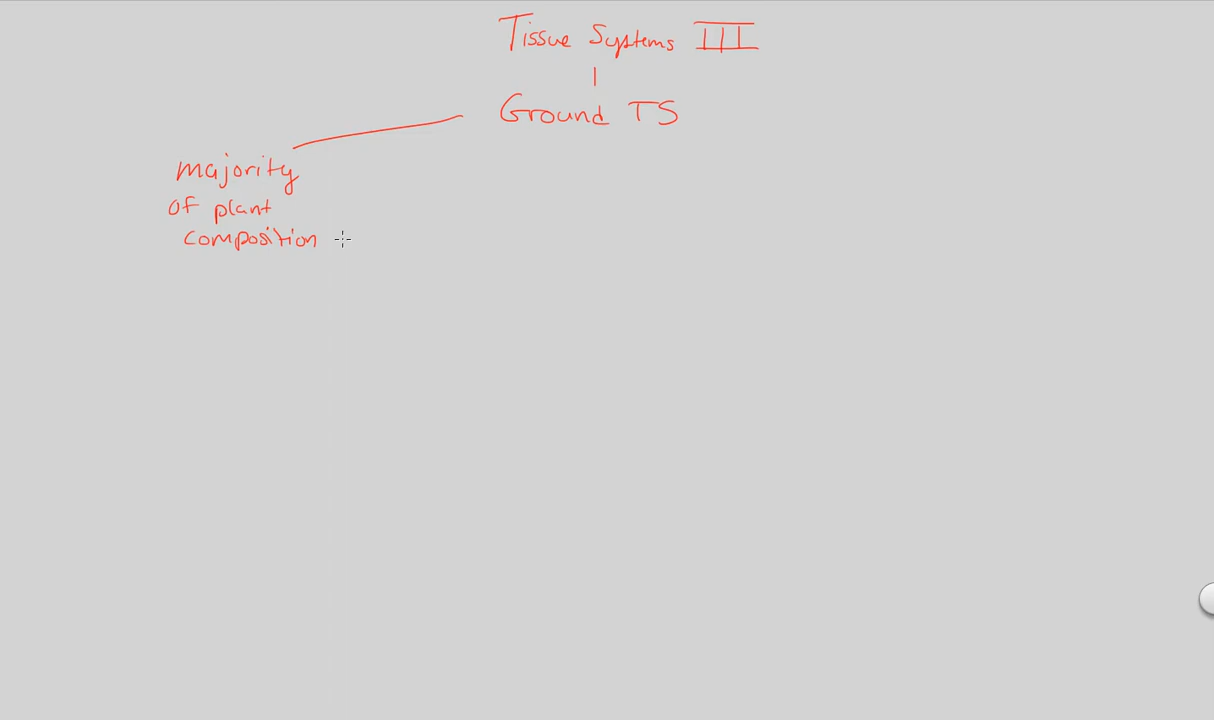 Tissue Systems III
Ground TS
majority
of plant
composition